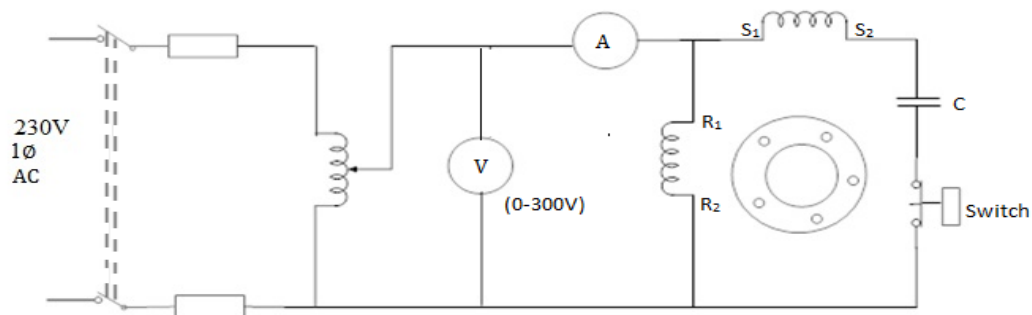 230V
1ø
AC
A
V
(0-300V)
S1
S2
R1
R2
C
Switch